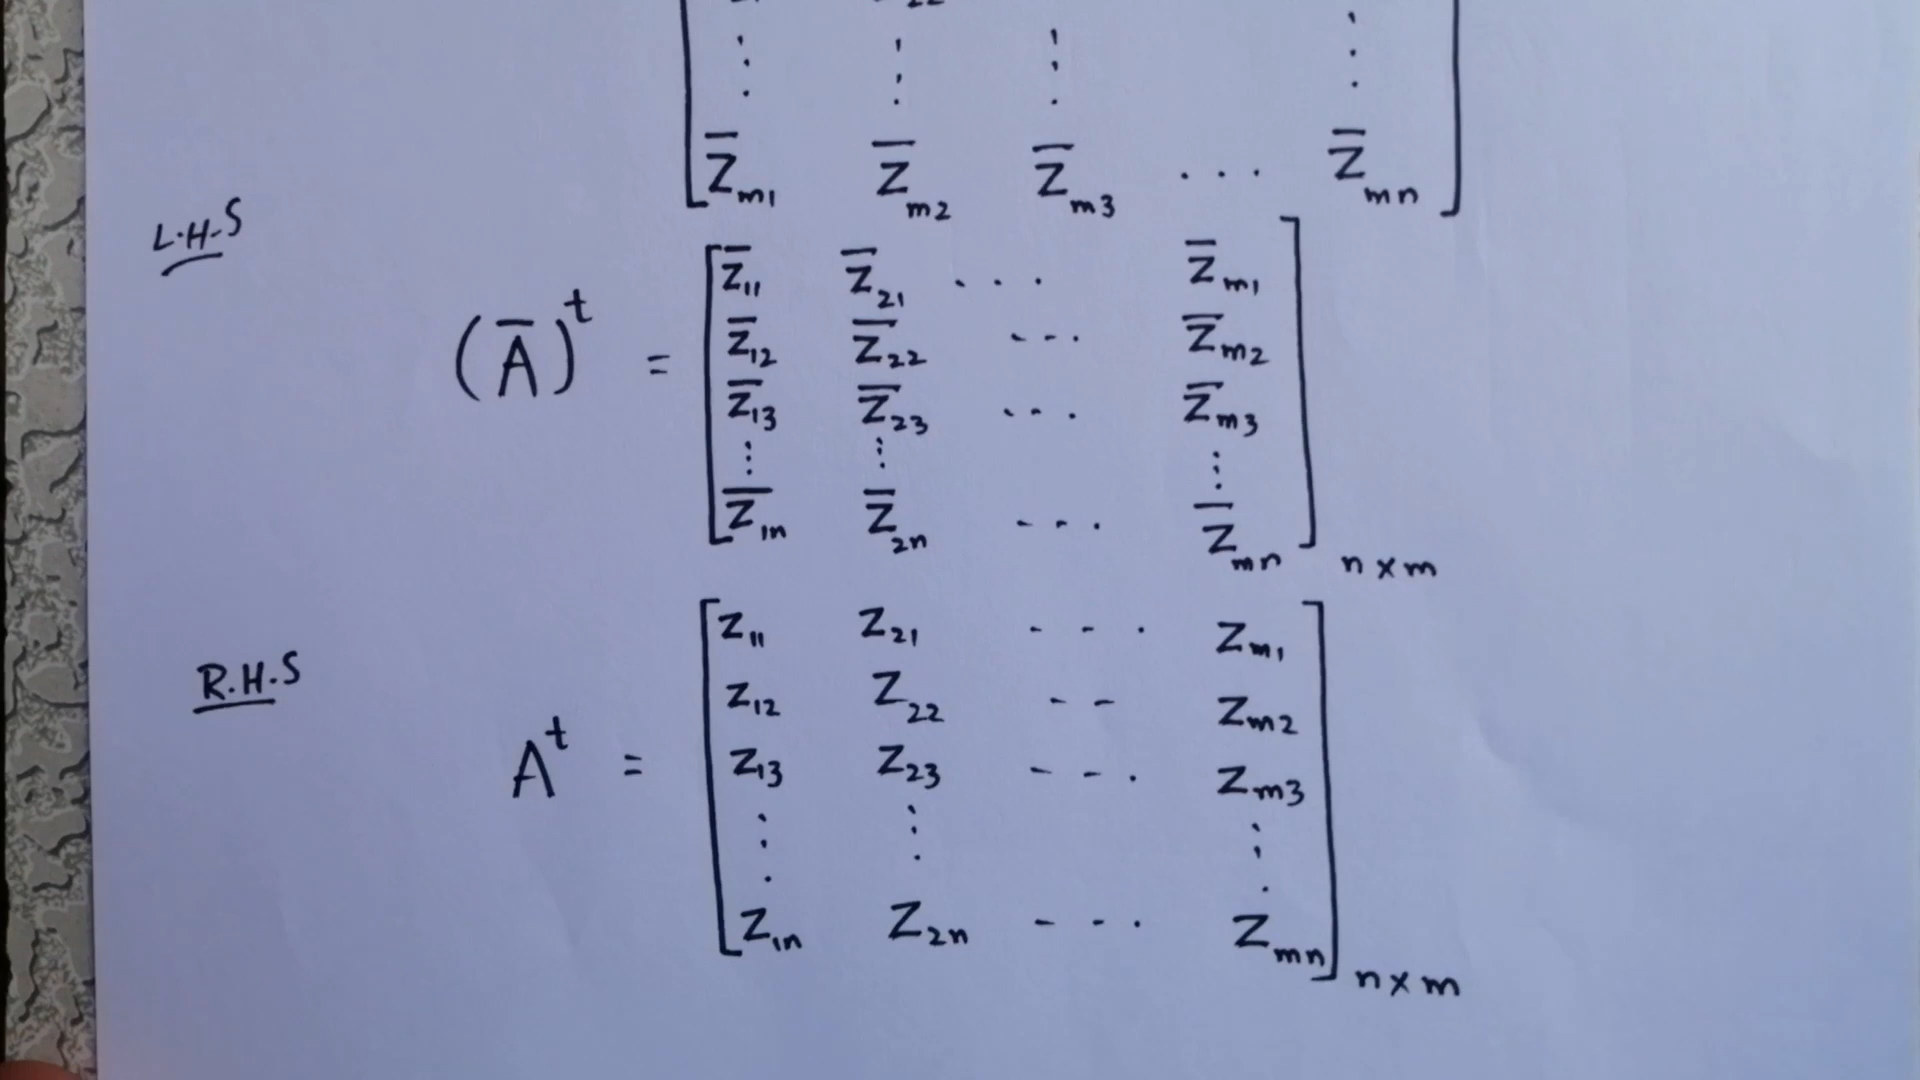 ⋮ ⋮ ⋮ ⋮
z̅ₘ₁ z̅ₘ₂ z̅ₘ₃ . . . z̅ₘₙ
L.H.S
(A̅)ᵗ = [ z̅₁₁ z̅₂₁ . . . z̅ₘ₁
z̅₁₂ z̅₂₂ - - . z̅ₘ₂
z̅₁₃ z̅₂₃ . - . z̅ₘ₃
⋮ ⋮ ⋮
z̅₁ₙ z̅₂ₙ - - . z̅ₘₙ ] n×m
R.H.S
Aᵗ = [ z₁₁ z₂₁ - - . zₘ₁
z₁₂ z₂₂ - - zₘ₂
z₁₃ z₂₃ - - . zₘ₃
⋮ ⋮ ⋮
z₁ₙ z₂ₙ - - . zₘₙ ] n×m